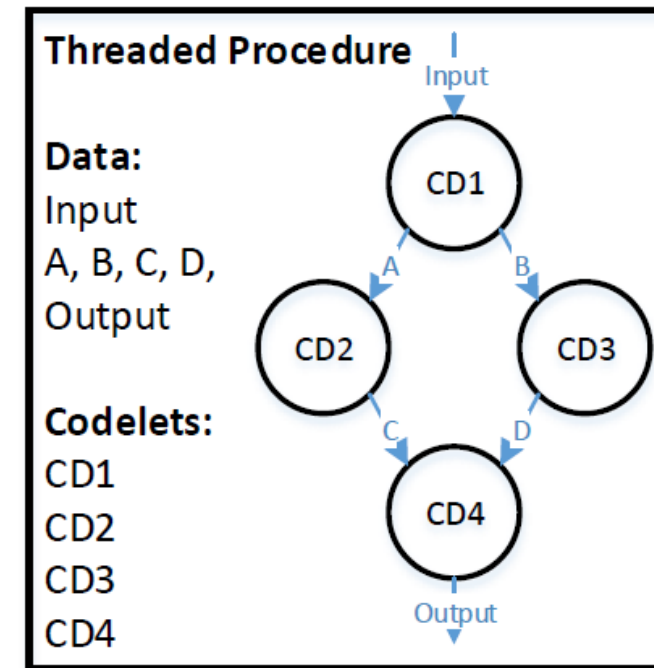 Threaded Procedure
Data:
Input
A, B, C, D,
Output
Codelets:
CD1
CD2
CD3
CD4
Input
CD1
A
B
CD2
CD3
C
D
CD4
Output